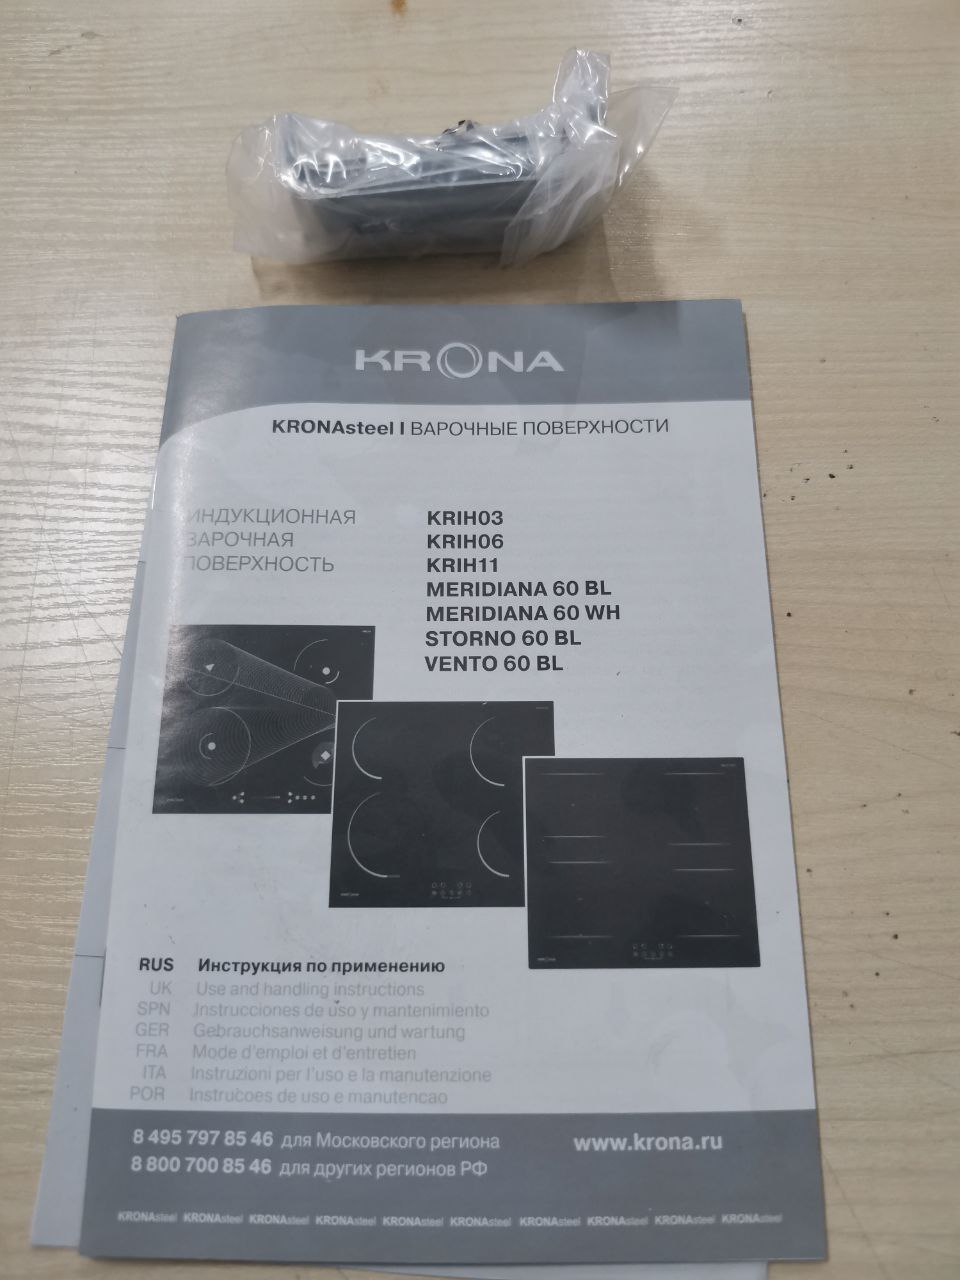 KRONA
KRONAsteel I ВАРОЧНЫЕ ПОВЕРХНОСТИ
ИНДУКЦИОННАЯ
ВАРОЧНАЯ
ПОВЕРХНОСТЬ
KRIH03
KRIH06
KRIH11
MERIDIANA 60 BL
MERIDIANA 60 WH
STORNO 60 BL
VENTO 60 BL
RUS Инструкция по применению
UK Use and handling instructions
SPN Instrucciones de uso y mantenimiento
GER Gebrauchsanweisung und wartung
FRA Mode d'emploi et d'entretien
ITA Instruzioni per l'uso e la manutenzione
POR Instrucoes de uso e manutencao
8 495 797 85 46 для Московского региона
8 800 700 85 46 для других регионов РФ
www.krona.ru
KRONAsteel KRONAsteel KRONAsteel KRONAsteel KRONAsteel KRONAsteel KRONAsteel KRONAsteel KRONAsteel KRONAsteel